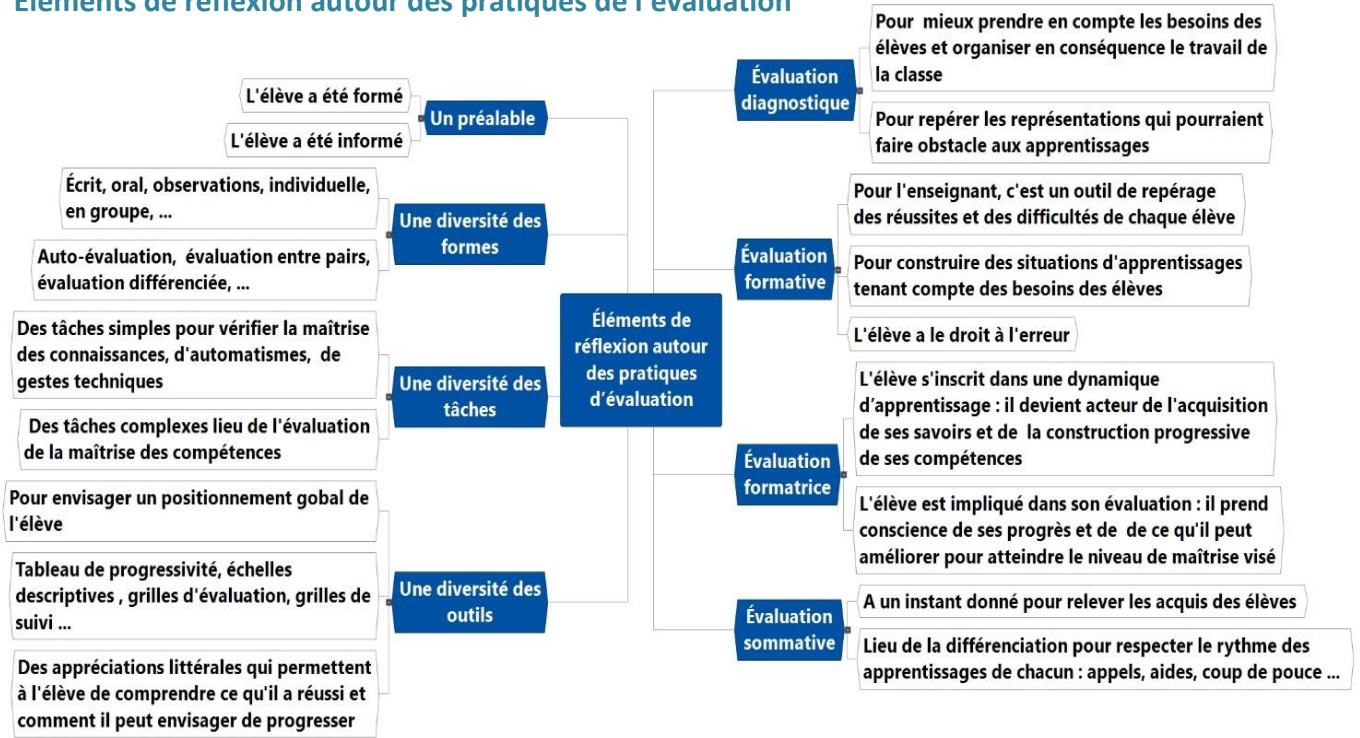 Éléments de réflexion autour des pratiques de l'évaluation
L'élève a été formé
L'élève a été informé
Un préalable
Écrit, oral, observations, individuelle,
en groupe, ...
Auto-évaluation, évaluation entre pairs,
évaluation différenciée, ...
Une diversité des
formes
Des tâches simples pour vérifier la maîtrise
des connaissances, d'automatismes, de
gestes techniques
Des tâches complexes lieu de l'évaluation
de la maîtrise des compétences
Une diversité des
tâches
Pour envisager un positionnement gobal de
l'élève
Tableau de progressivité, échelles
descriptives , grilles d'évaluation, grilles de
suivi ...
Des appréciations littérales qui permettent
à l'élève de comprendre ce qu'il a réussi et
comment il peut envisager de progresser
Une diversité des
outils
Éléments de
réflexion autour
des pratiques
d’évaluation
Évaluation
diagnostique
Pour mieux prendre en compte les besoins des
élèves et organiser en conséquence le travail de
la classe
Pour repérer les représentations qui pourraient
faire obstacle aux apprentissages
Évaluation
formative
Pour l'enseignant, c'est un outil de repérage
des réussites et des difficultés de chaque élève
Pour construire des situations d'apprentissages
tenant compte des besoins des élèves
L'élève a le droit à l'erreur
Évaluation
formatrice
L'élève s'inscrit dans une dynamique
d’apprentissage : il devient acteur de l'acquisition
de ses savoirs et de la construction progressive
de ses compétences
L'élève est impliqué dans son évaluation : il prend
conscience de ses progrès et de de ce qu'il peut
améliorer pour atteindre le niveau de maîtrise visé
Évaluation
sommative
A un instant donné pour relever les acquis des élèves
Lieu de la différenciation pour respecter le rythme des
apprentissages de chacun : appels, aides, coup de pouce ...